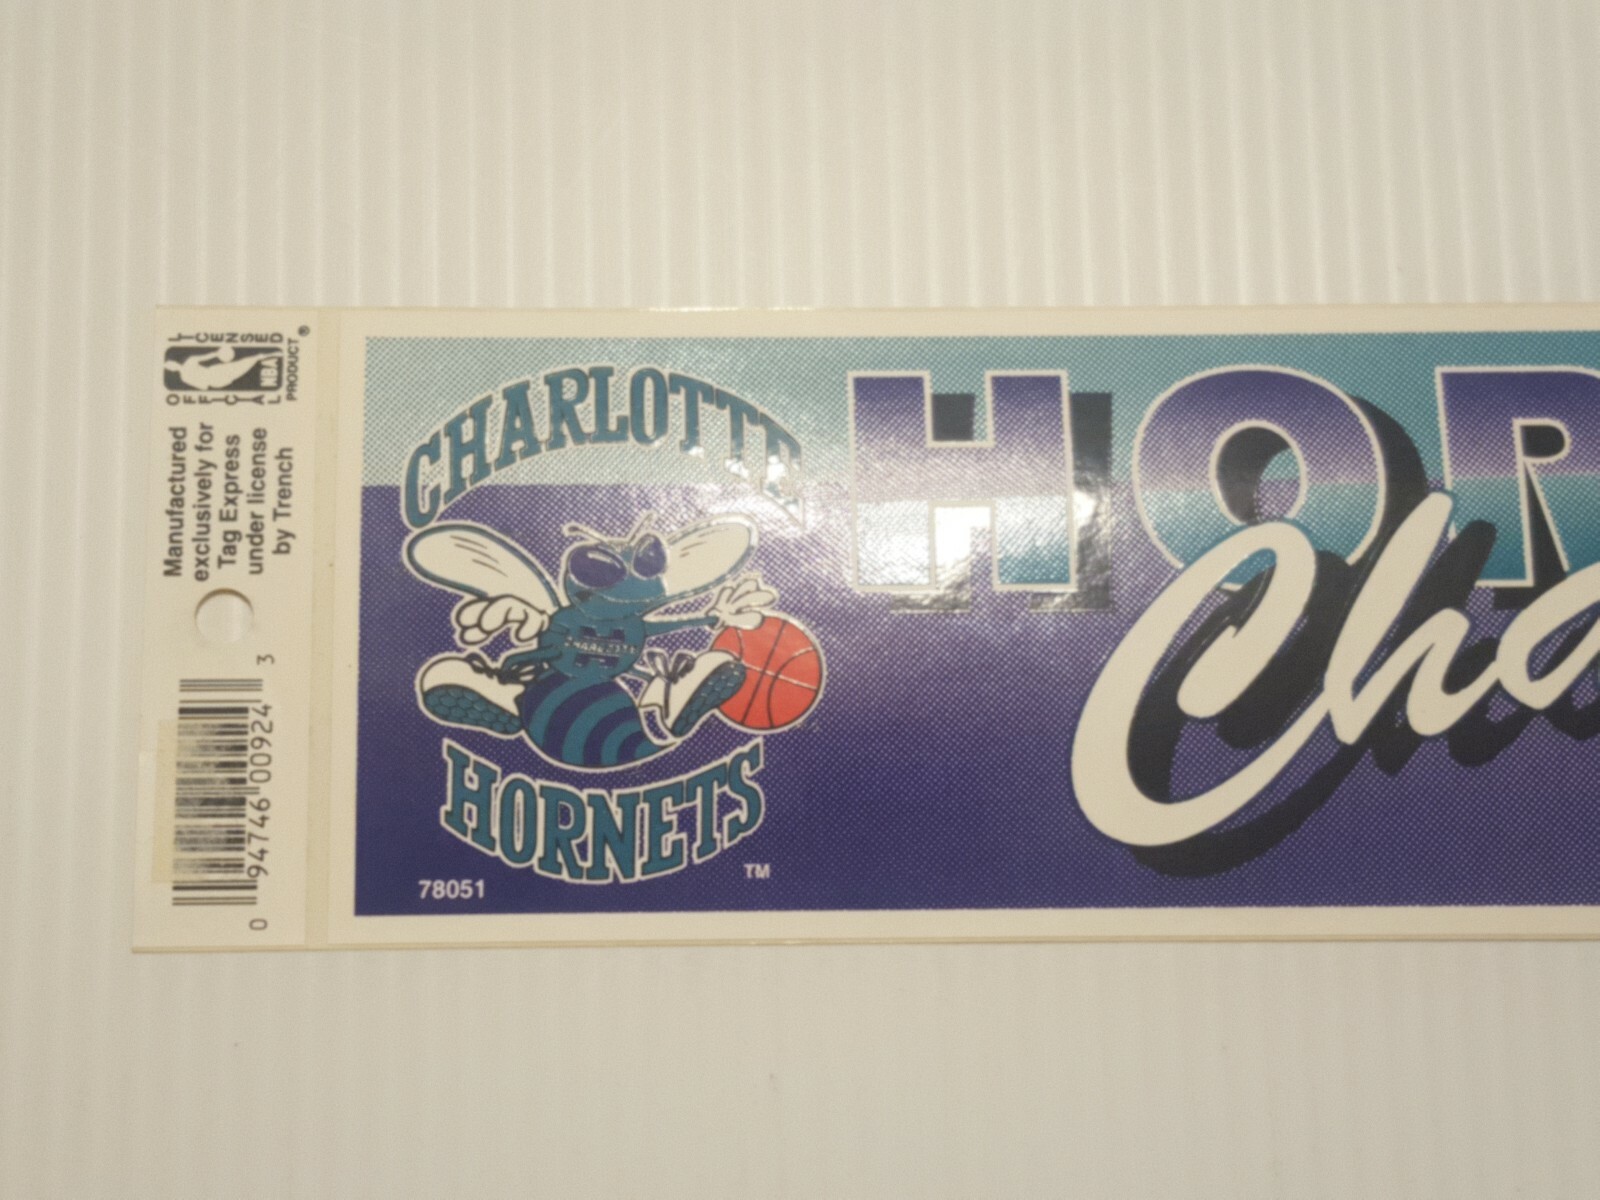 OFFICIAL LICENSED
NBA
PRODUCT®
Manufactured
exclusively for
Tag Express
under license
by Trench
0 94746 00924 3
CHARLOTTE
CHARLOTTE
HORNETS
TM
78051
HOR
Cha